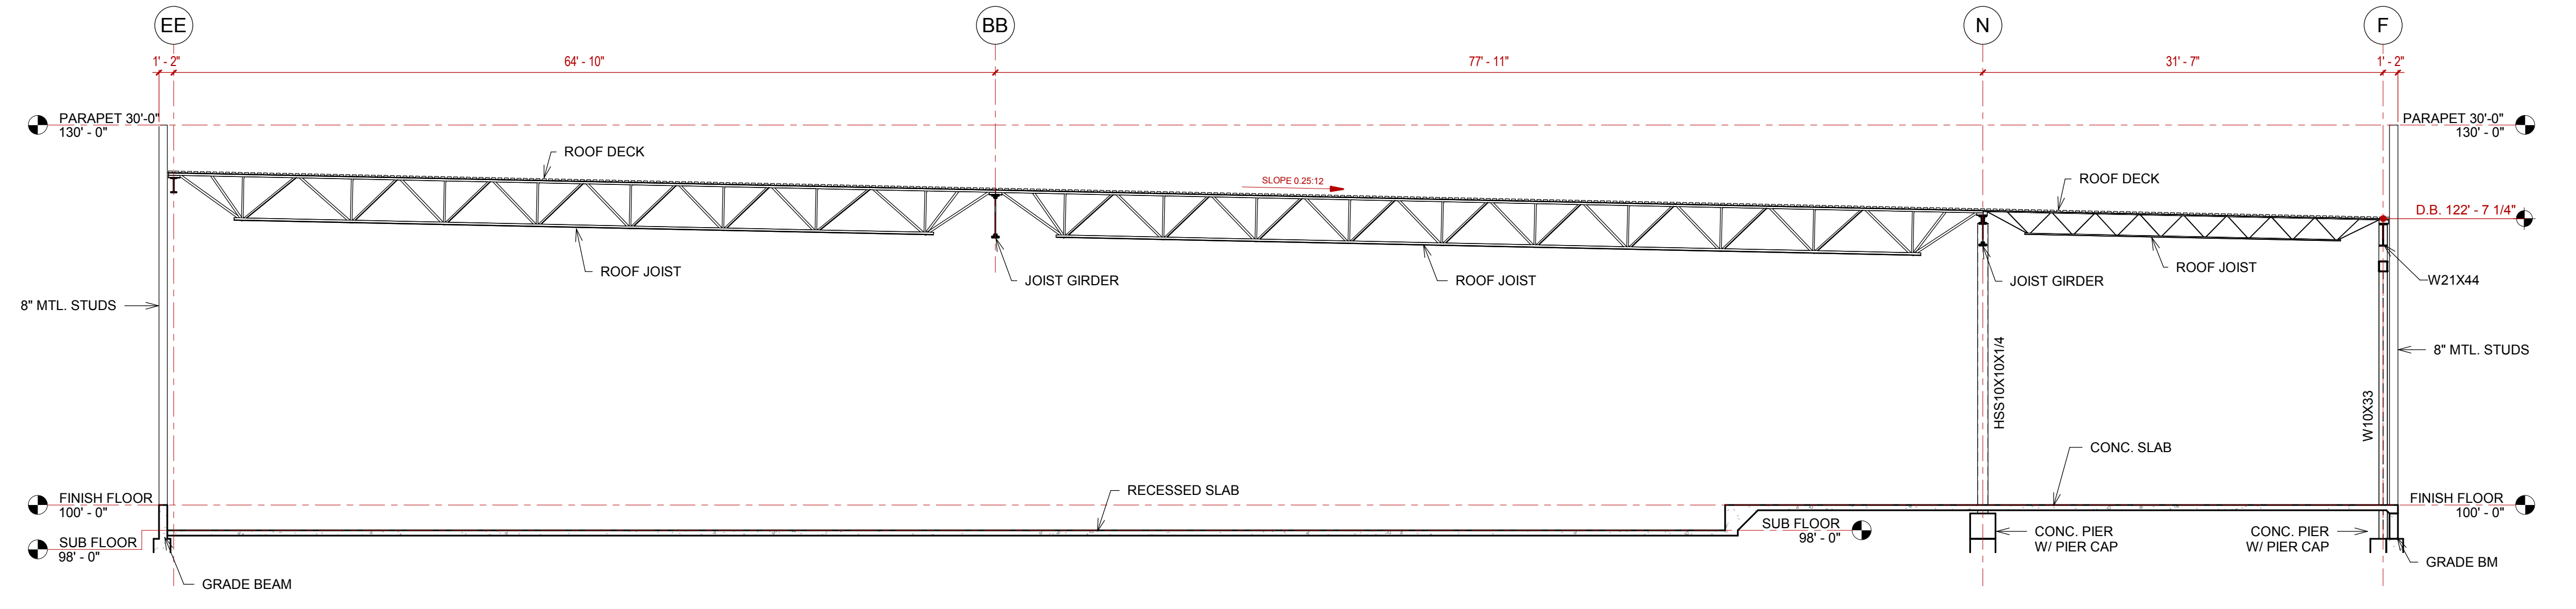 EE
BB
N
F
1' - 2"
64' - 10"
77' - 11"
31' - 7"
1' - 2"
PARAPET 30'-0"
130' - 0"
PARAPET 30'-0"
130' - 0"
ROOF DECK
SLOPE 0.25:12
ROOF DECK
D.B. 122' - 7 1/4"
ROOF JOIST
JOIST GIRDER
ROOF JOIST
JOIST GIRDER
ROOF JOIST
W21X44
8" MTL. STUDS
HSS10X10X1/4
8" MTL. STUDS
W10X33
CONC. SLAB
RECESSED SLAB
FINISH FLOOR
100' - 0"
FINISH FLOOR
100' - 0"
SUB FLOOR
98' - 0"
SUB FLOOR
98' - 0"
CONC. PIER
W/ PIER CAP
CONC. PIER
W/ PIER CAP
GRADE BEAM
GRADE BM